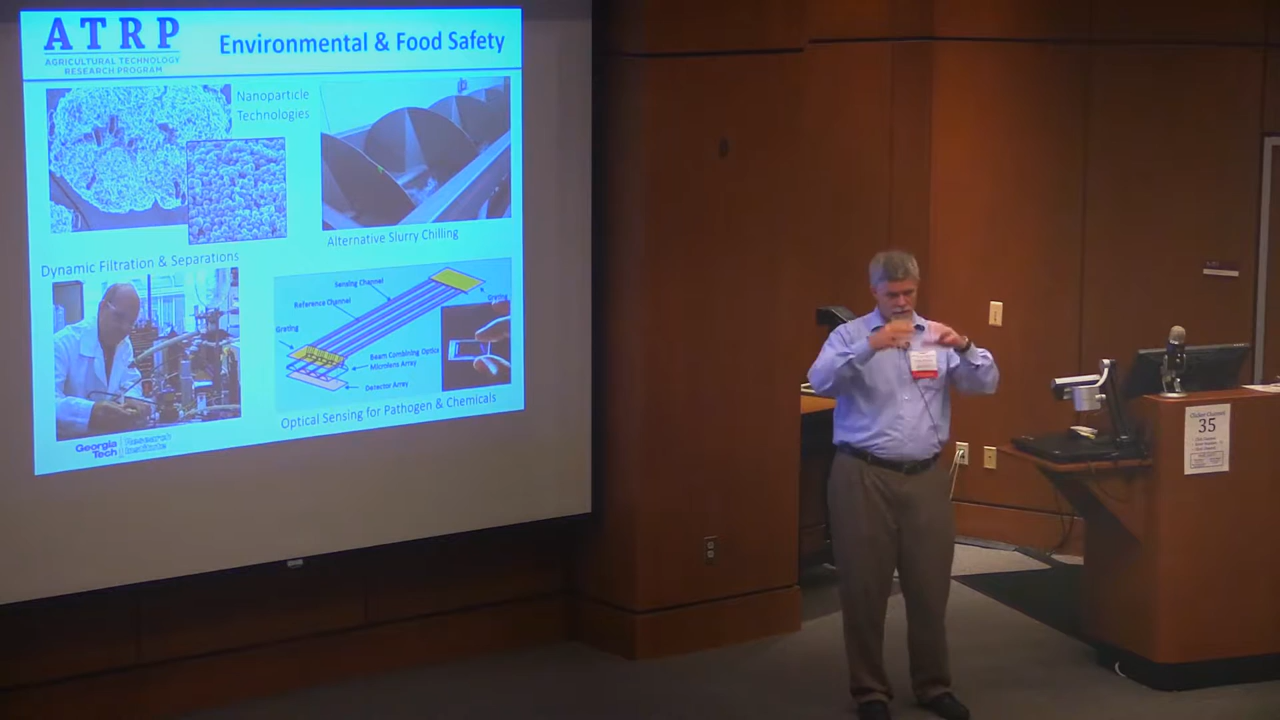 ATRP
AGRICULTURAL TECHNOLOGY
RESEARCH PROGRAM
Environmental & Food Safety
Nanoparticle
Technologies
Alternative Slurry Chilling
Dynamic Filtration & Separations
Sensing Channel
Reference Channel
Grating
Grating
Beam Combining Optics
Microlens Array
Detector Array
Optical Sensing for Pathogen & Chemicals
Georgia
Tech
Research
Institute
35